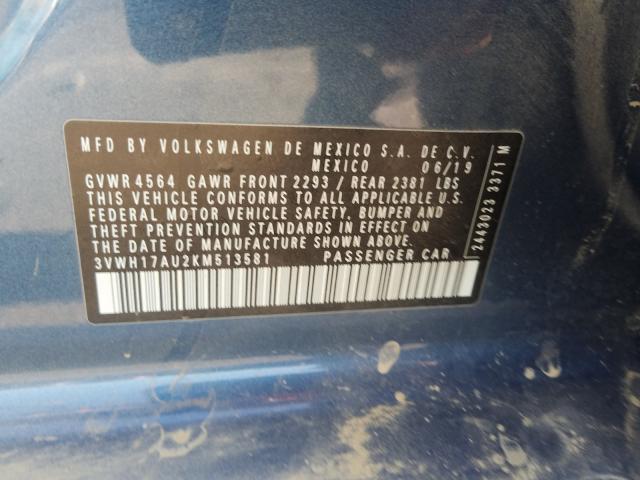 MFD BY VOLKSWAGEN DE MEXICO S.A. DE C.V.
MEXICO 06/19
GVWR 4564 GAWR FRONT 2293 / REAR 2381 LBS
THIS VEHICLE CONFORMS TO ALL APPLICABLE U.S.
FEDERAL MOTOR VEHICLE SAFETY, BUMPER AND
THEFT PREVENTION STANDARDS IN EFFECT ON
THE DATE OF MANUFACTURE SHOWN ABOVE.
3VWH17AU2KM513581 PASSENGER CAR
2443023 3371 M